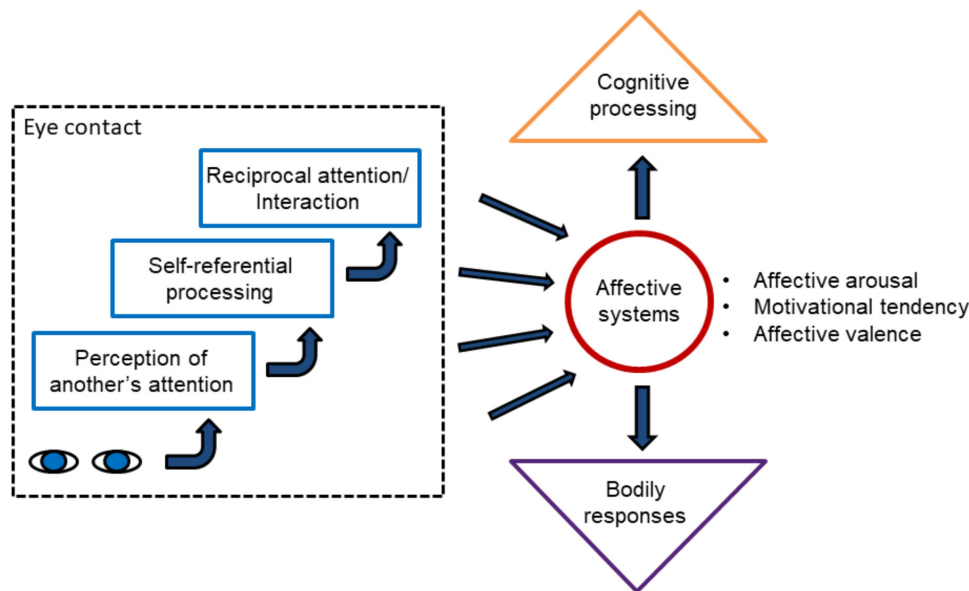 Eye contact
Reciprocal attention/
Interaction
Self-referential
processing
Perception of
another's attention
Cognitive
processing
Affective
systems
• Affective arousal
• Motivational tendency
• Affective valence
Bodily
responses